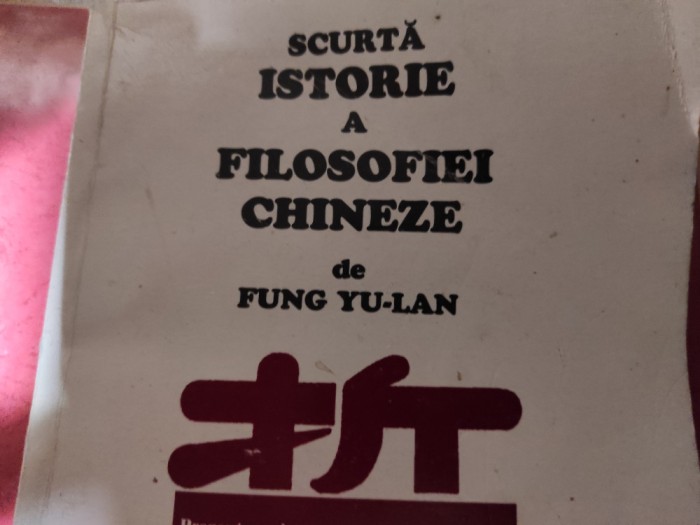 SCURTĂ
ISTORIE
A
FILOSOFIEI
CHINEZE
de
FUNG YU-LAN
折